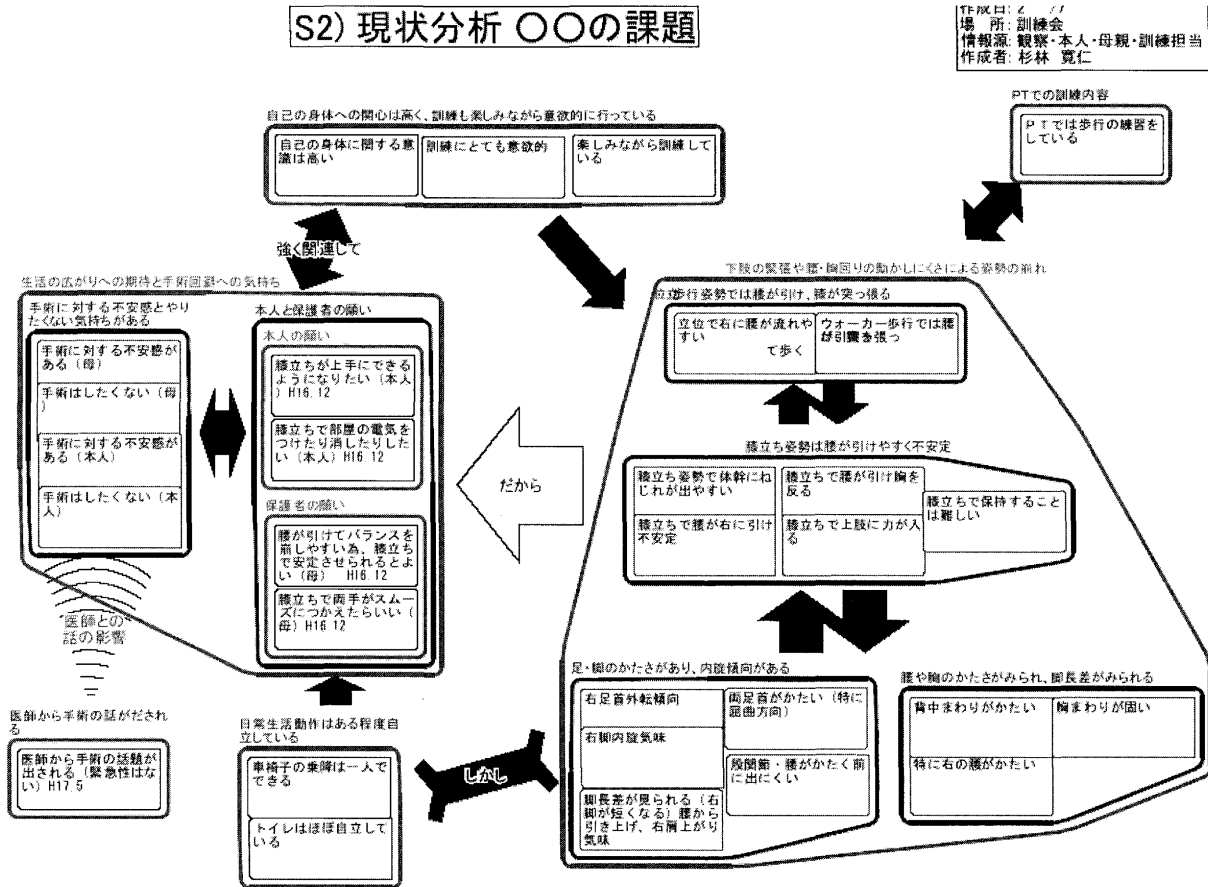 S2) 現状分析 〇〇の課題
作成日: 2
場 所: 訓練会
情報源: 観察・本人・母親・訓練担当
作成者: 杉林 寛仁
自己の身体への関心は高く、訓練も楽しみながら意欲的に行っている
自己の身体に関する意
識は高い
訓練にとても意欲的
楽しみながら訓練して
いる
PTでの訓練内容
PTでは歩行の練習を
している
強く関連して
生活の広がりへの期待と手術回避への気持ち
手術に対する不安感とやり
たくない気持ちがある
手術に対する不安感が
ある（母）
手術はしたくない（母
）
手術に対する不安感が
ある（本人）
手術はしたくない（本
人）
本人と保護者の願い
本人の願い
膝立ちが上手にできる
ようになりたい（本人
）H16.12
膝立ちで部屋の電気を
つけたり消したりした
い（本人）H16.12
保護者の願い
腰が引けてバランスを
崩しやすい為、膝立ち
で安定させられるとよ
い（母） H16.12
膝立ちで両手がスムー
ズにつかえたらいい（
母）H16.12
だから
下肢の緊張や腰・胸回りの動かしにくさによる姿勢の崩れ
歩行姿勢では腰が引け、膝が突っ張る
立位で右に腰が流れや
すい
て歩く
ウォーカー歩行では腰
膝立ち姿勢は腰が引けやすく不安定
膝立ち姿勢で体幹にね
じれが出やすい
膝立ちで腰が引け胸を
反る
膝立ちで腰が右に引け
不安定
膝立ちで上肢に力が入
る
膝立ちで保持すること
は難しい
足・脚のかたさがあり、内旋傾向がある
右足首外転傾向
両足首がかたい（特に
屈曲方向）
右脚内旋気味
股関節・腰がかたく前
に出にくい
脚長差が見られる（右
脚が短くなる）腰から
引き上げ、右肩上がり
気味
腰や胸のかたさがみられ、脚長差がみられる
背中まわりがかたい
胸まわりが固い
特に右の腰がかたい
医師との
話の影響
医師から手術の話がだされ
る
医師から手術の話題が
出される（緊急性はな
い）H17.5
日常生活動作はある程度自
立している
車椅子の乗降は一人で
できる
トイレはほぼ自立して
いる
しかし